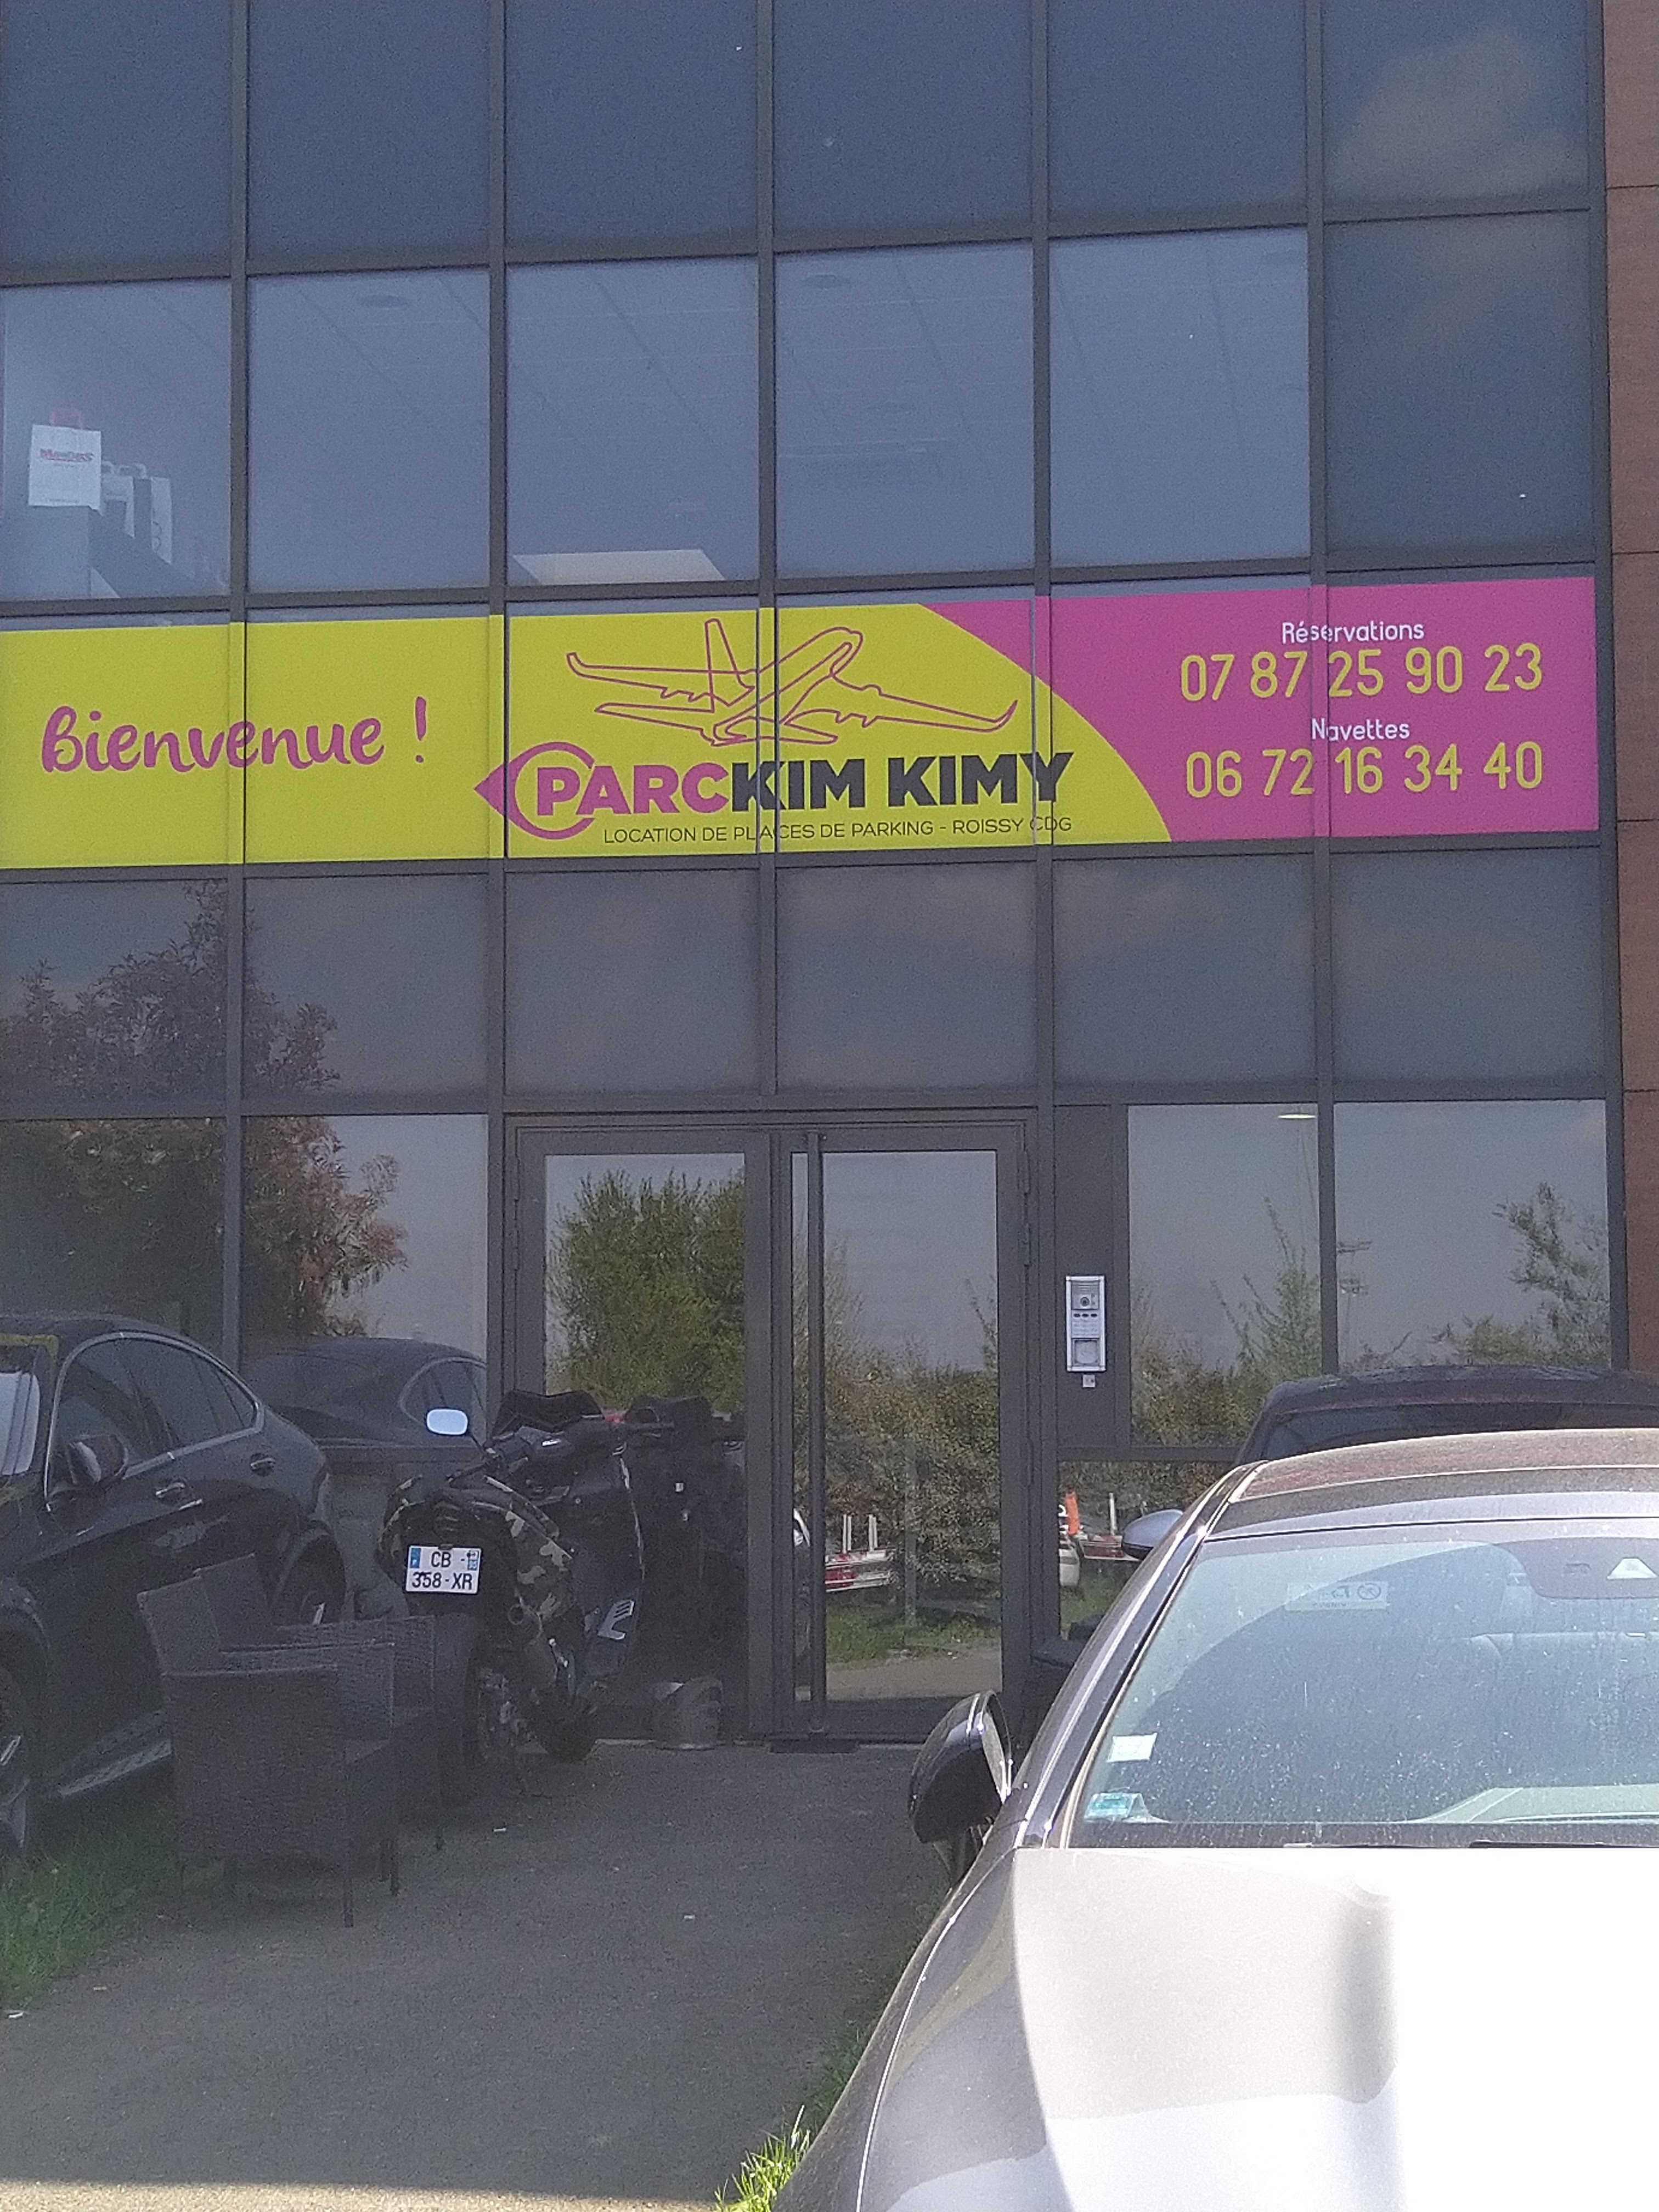 Bienvenue !
PARCKIM KIMY
LOCATION DE PLACES DE PARKING - ROISSY CDG
Réservations
07 87 25 90 23
Navettes
06 72 16 34 40
CB -
358-XR